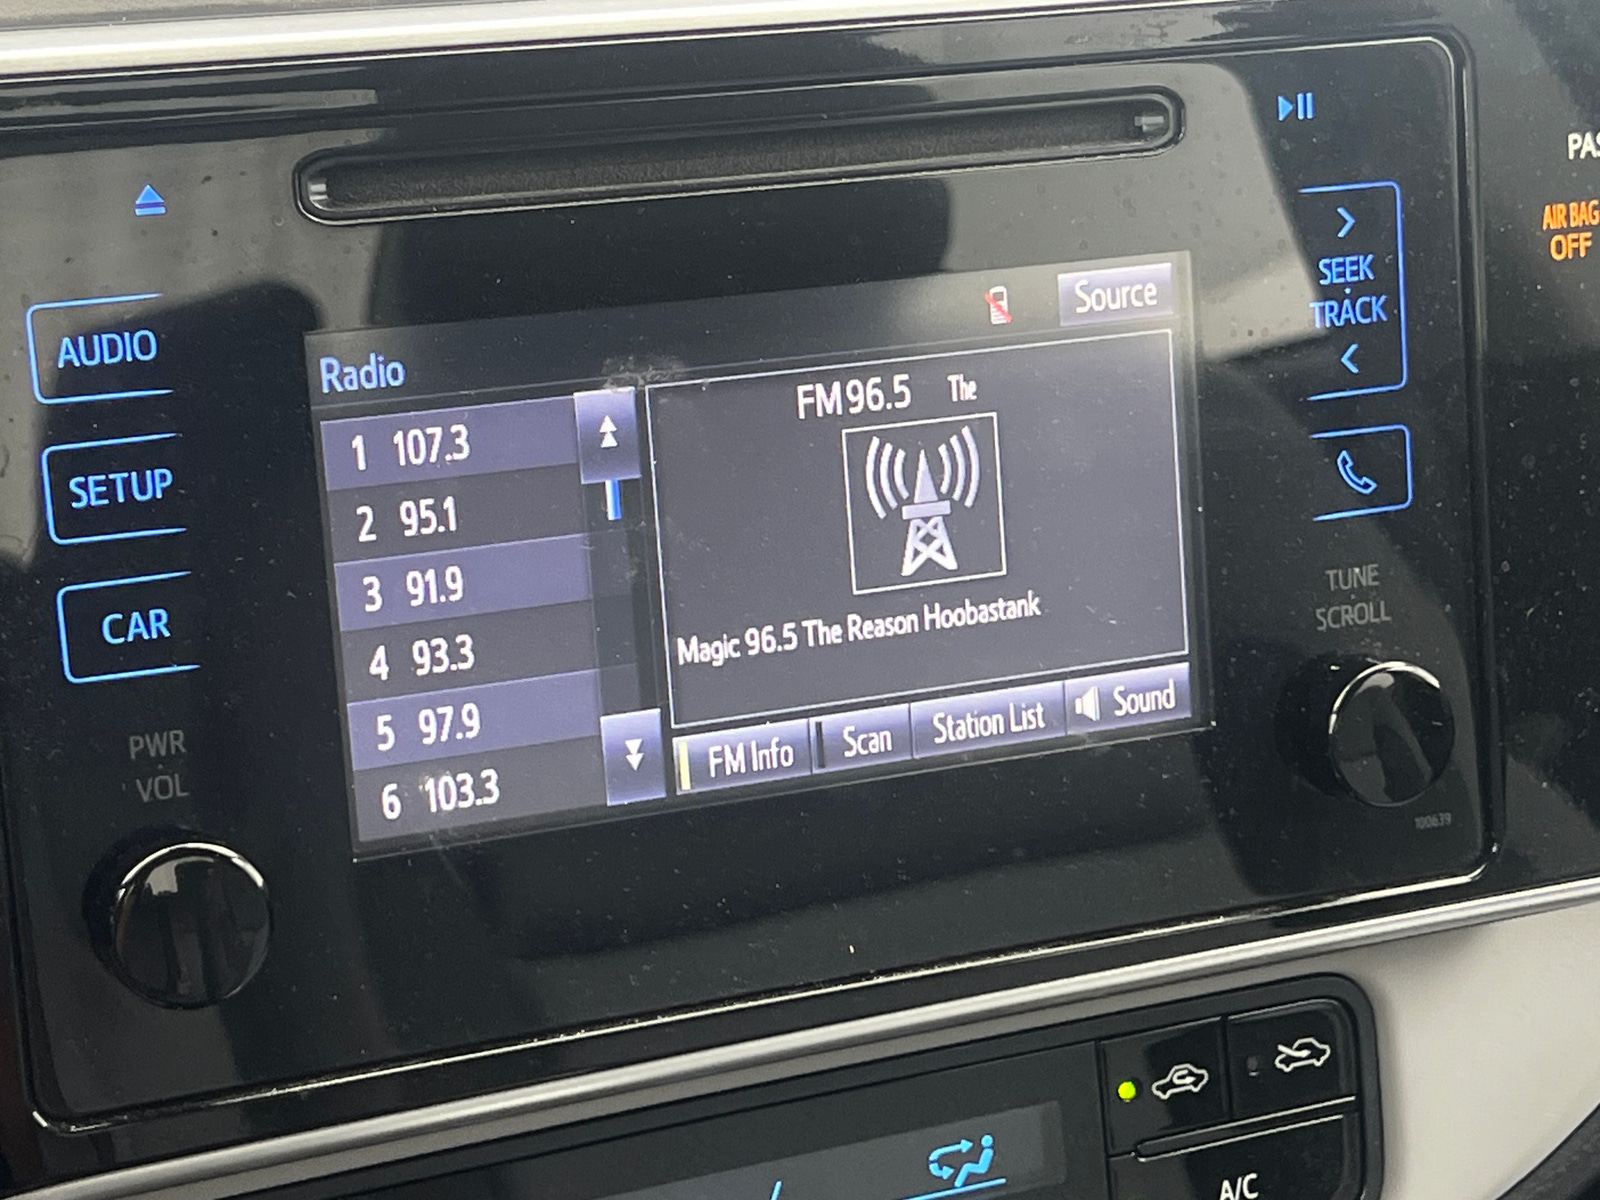 PAS
AIR BAG
OFF
AUDIO
SETUP
CAR
PWR
VOL
Source
Radio
1 107.3
2 95.1
3 91.9
4 93.3
5 97.9
6 103.3
FM 96.5 The
Magic 96.5 The Reason Hoobastank
FM Info
Scan
Station List
Sound
SEEK
TRACK
TUNE
SCROLL
100639
A/C